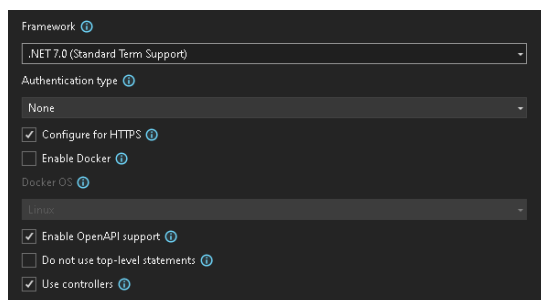 Framework
.NET 7.0 (Standard Term Support)
Authentication type
None
Configure for HTTPS
Enable Docker
Docker OS
Linux
Enable OpenAPI support
Do not use top-level statements
Use controllers